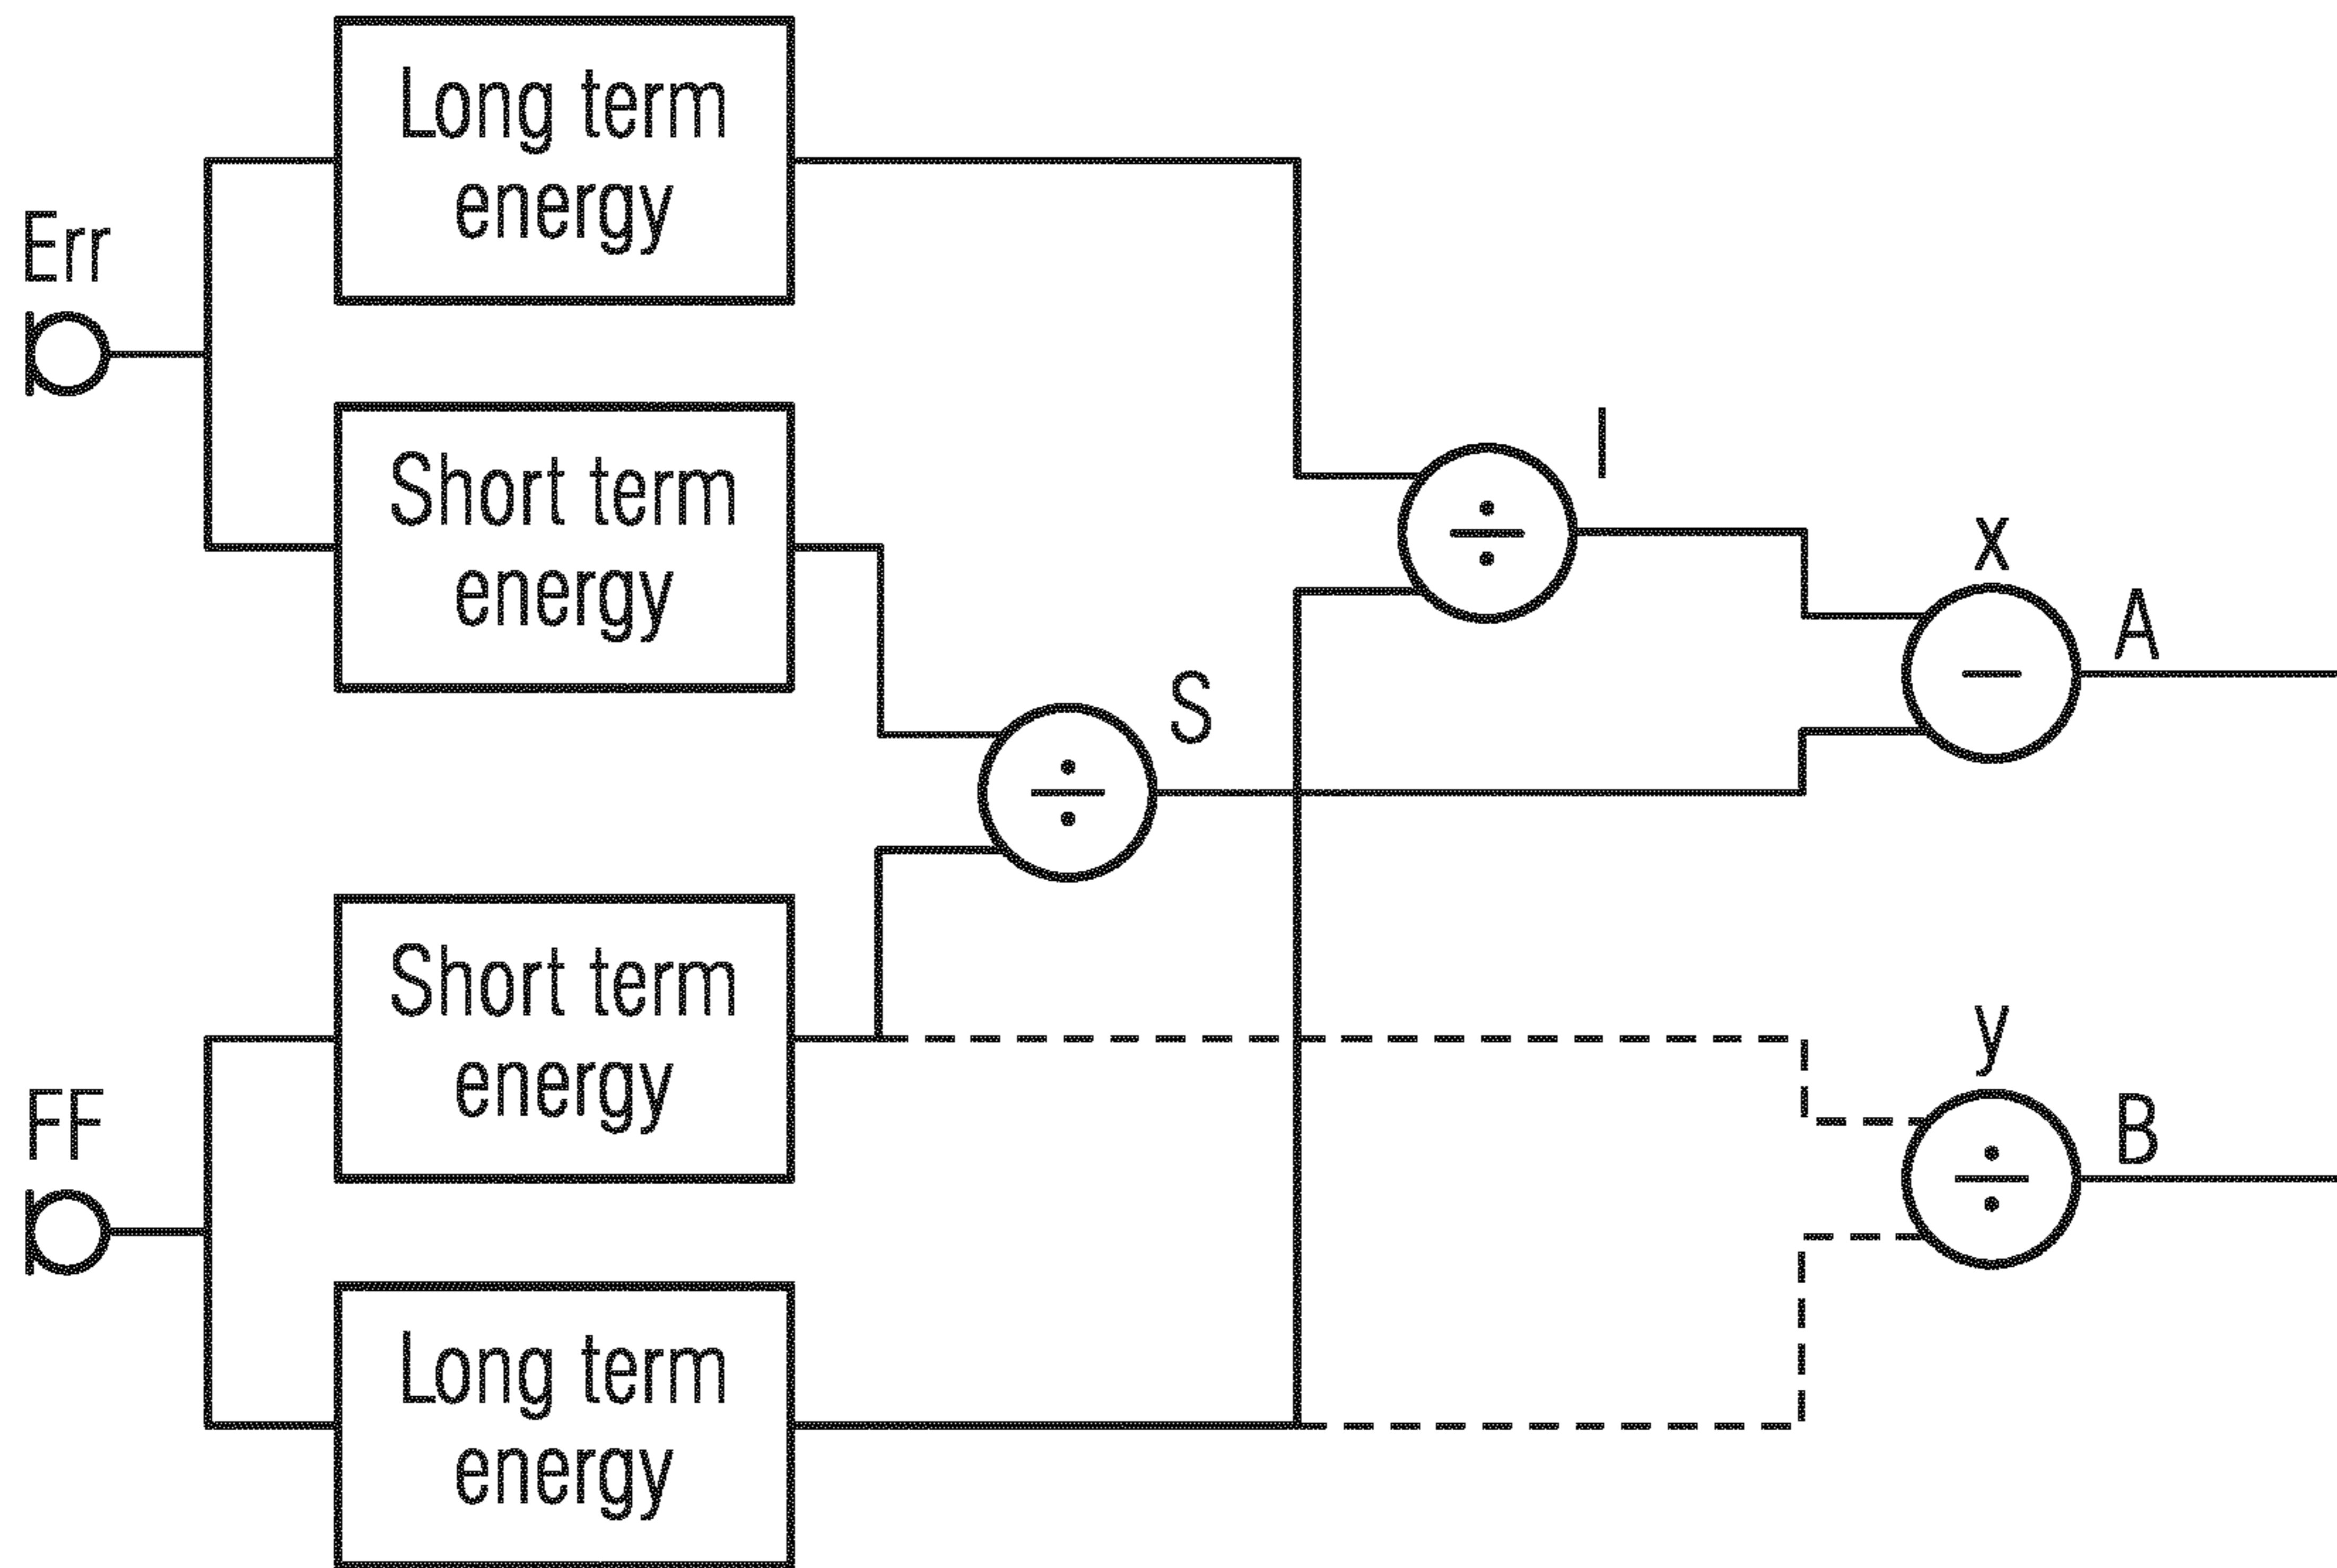 Long term
energy
Err
Short term
energy
I
x
A
S
Short term
energy
y
FF
B
Long term
energy